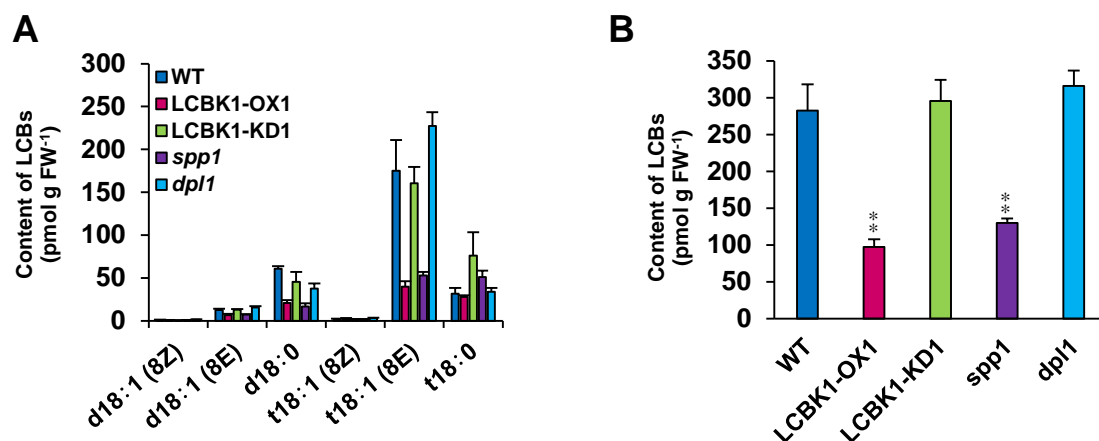 A
Content of LCBs
(pmol g FW⁻¹)
300
250
200
150
100
50
0
WT
LCBK1-OX1
LCBK1-KD1
spp1
dpl1
d18:1 (8Z)
d18:1 (8E)
d18:0
t18:1 (8Z)
t18:1 (8E)
t18:0
B
Content of LCBs
(pmol g FW⁻¹)
350
300
250
200
150
100
50
0
**
**
WT
LCBK1-OX1
LCBK1-KD1
spp1
dpl1